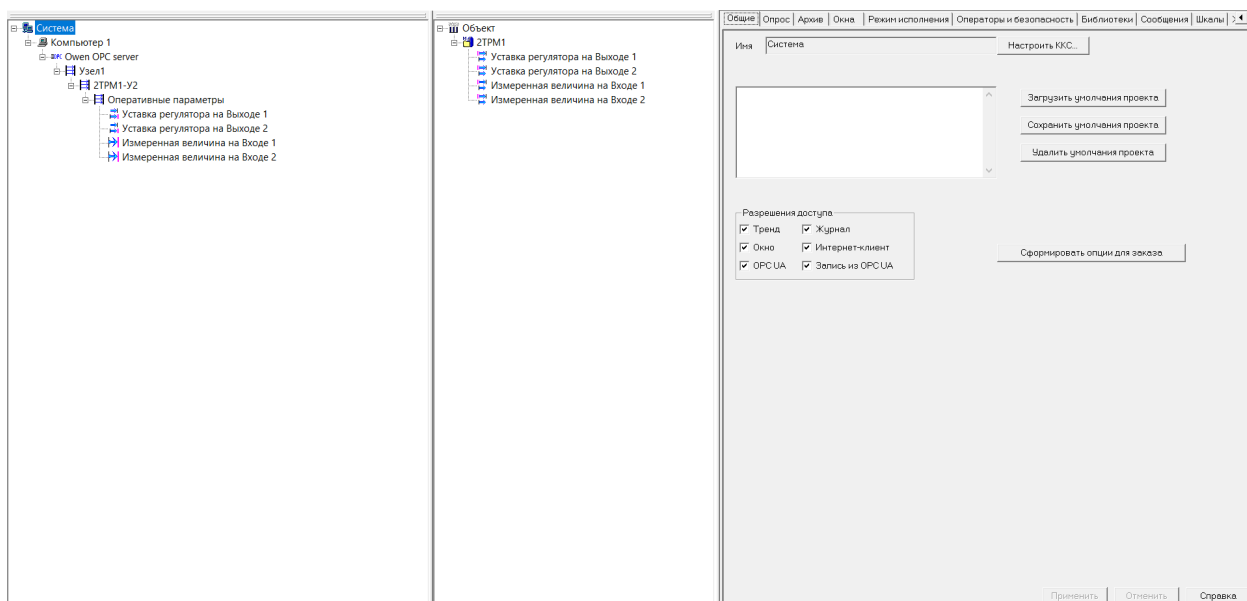 Система
Компьютер 1
Owen OPC server
Узел1
2ТРМ1-У2
Оперативные параметры
Уставка регулятора на Выходе 1
Уставка регулятора на Выходе 2
Измеренная величина на Входе 1
Измеренная величина на Входе 2
Объект
2ТРМ1
Уставка регулятора на Выходе 1
Уставка регулятора на Выходе 2
Измеренная величина на Входе 1
Измеренная величина на Входе 2
Общие Опрос Архив Окна Режим исполнения Операторы и безопасность Библиотеки Сообщения Шкалы
Имя Система Настроить ККС...
Загрузить умолчания проекта
Сохранить умолчания проекта
Удалить умолчания проекта
Разрешения доступа
Тренд Журнал
Окно Интернет-клиент
OPC UA Запись из OPC UA
Сформировать опции для заказа
Применить Отменить Справка